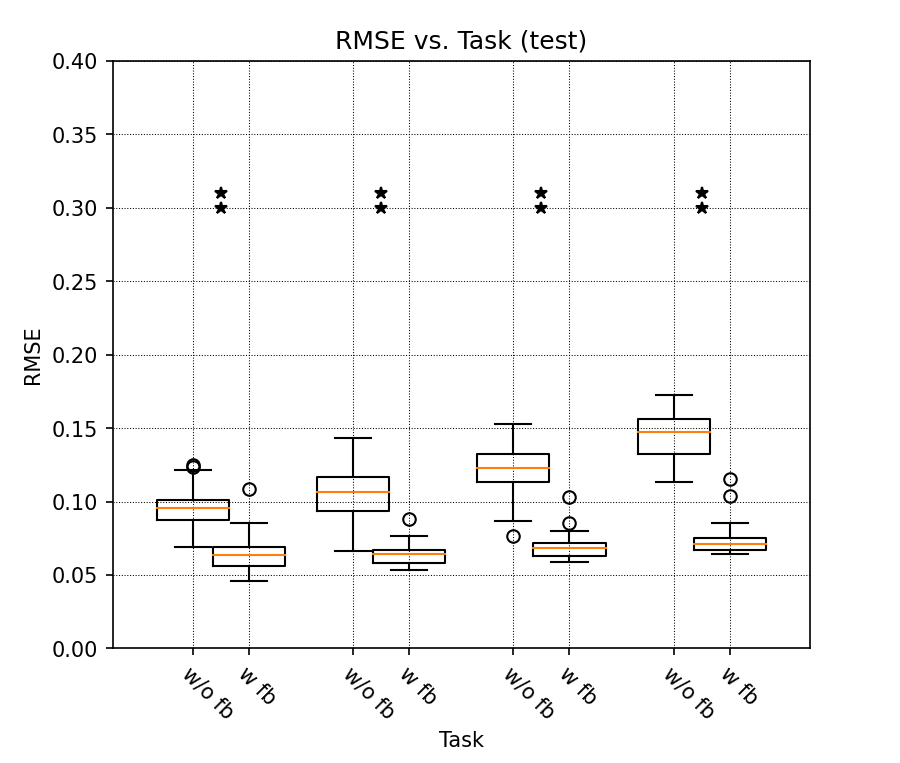 RMSE vs. Task (test)
0.40
0.35
0.30
0.25
0.20
0.15
0.10
0.05
0.00
RMSE
w/o fb
w fb
w/o fb
w fb
w/o fb
w fb
w/o fb
w fb
Task